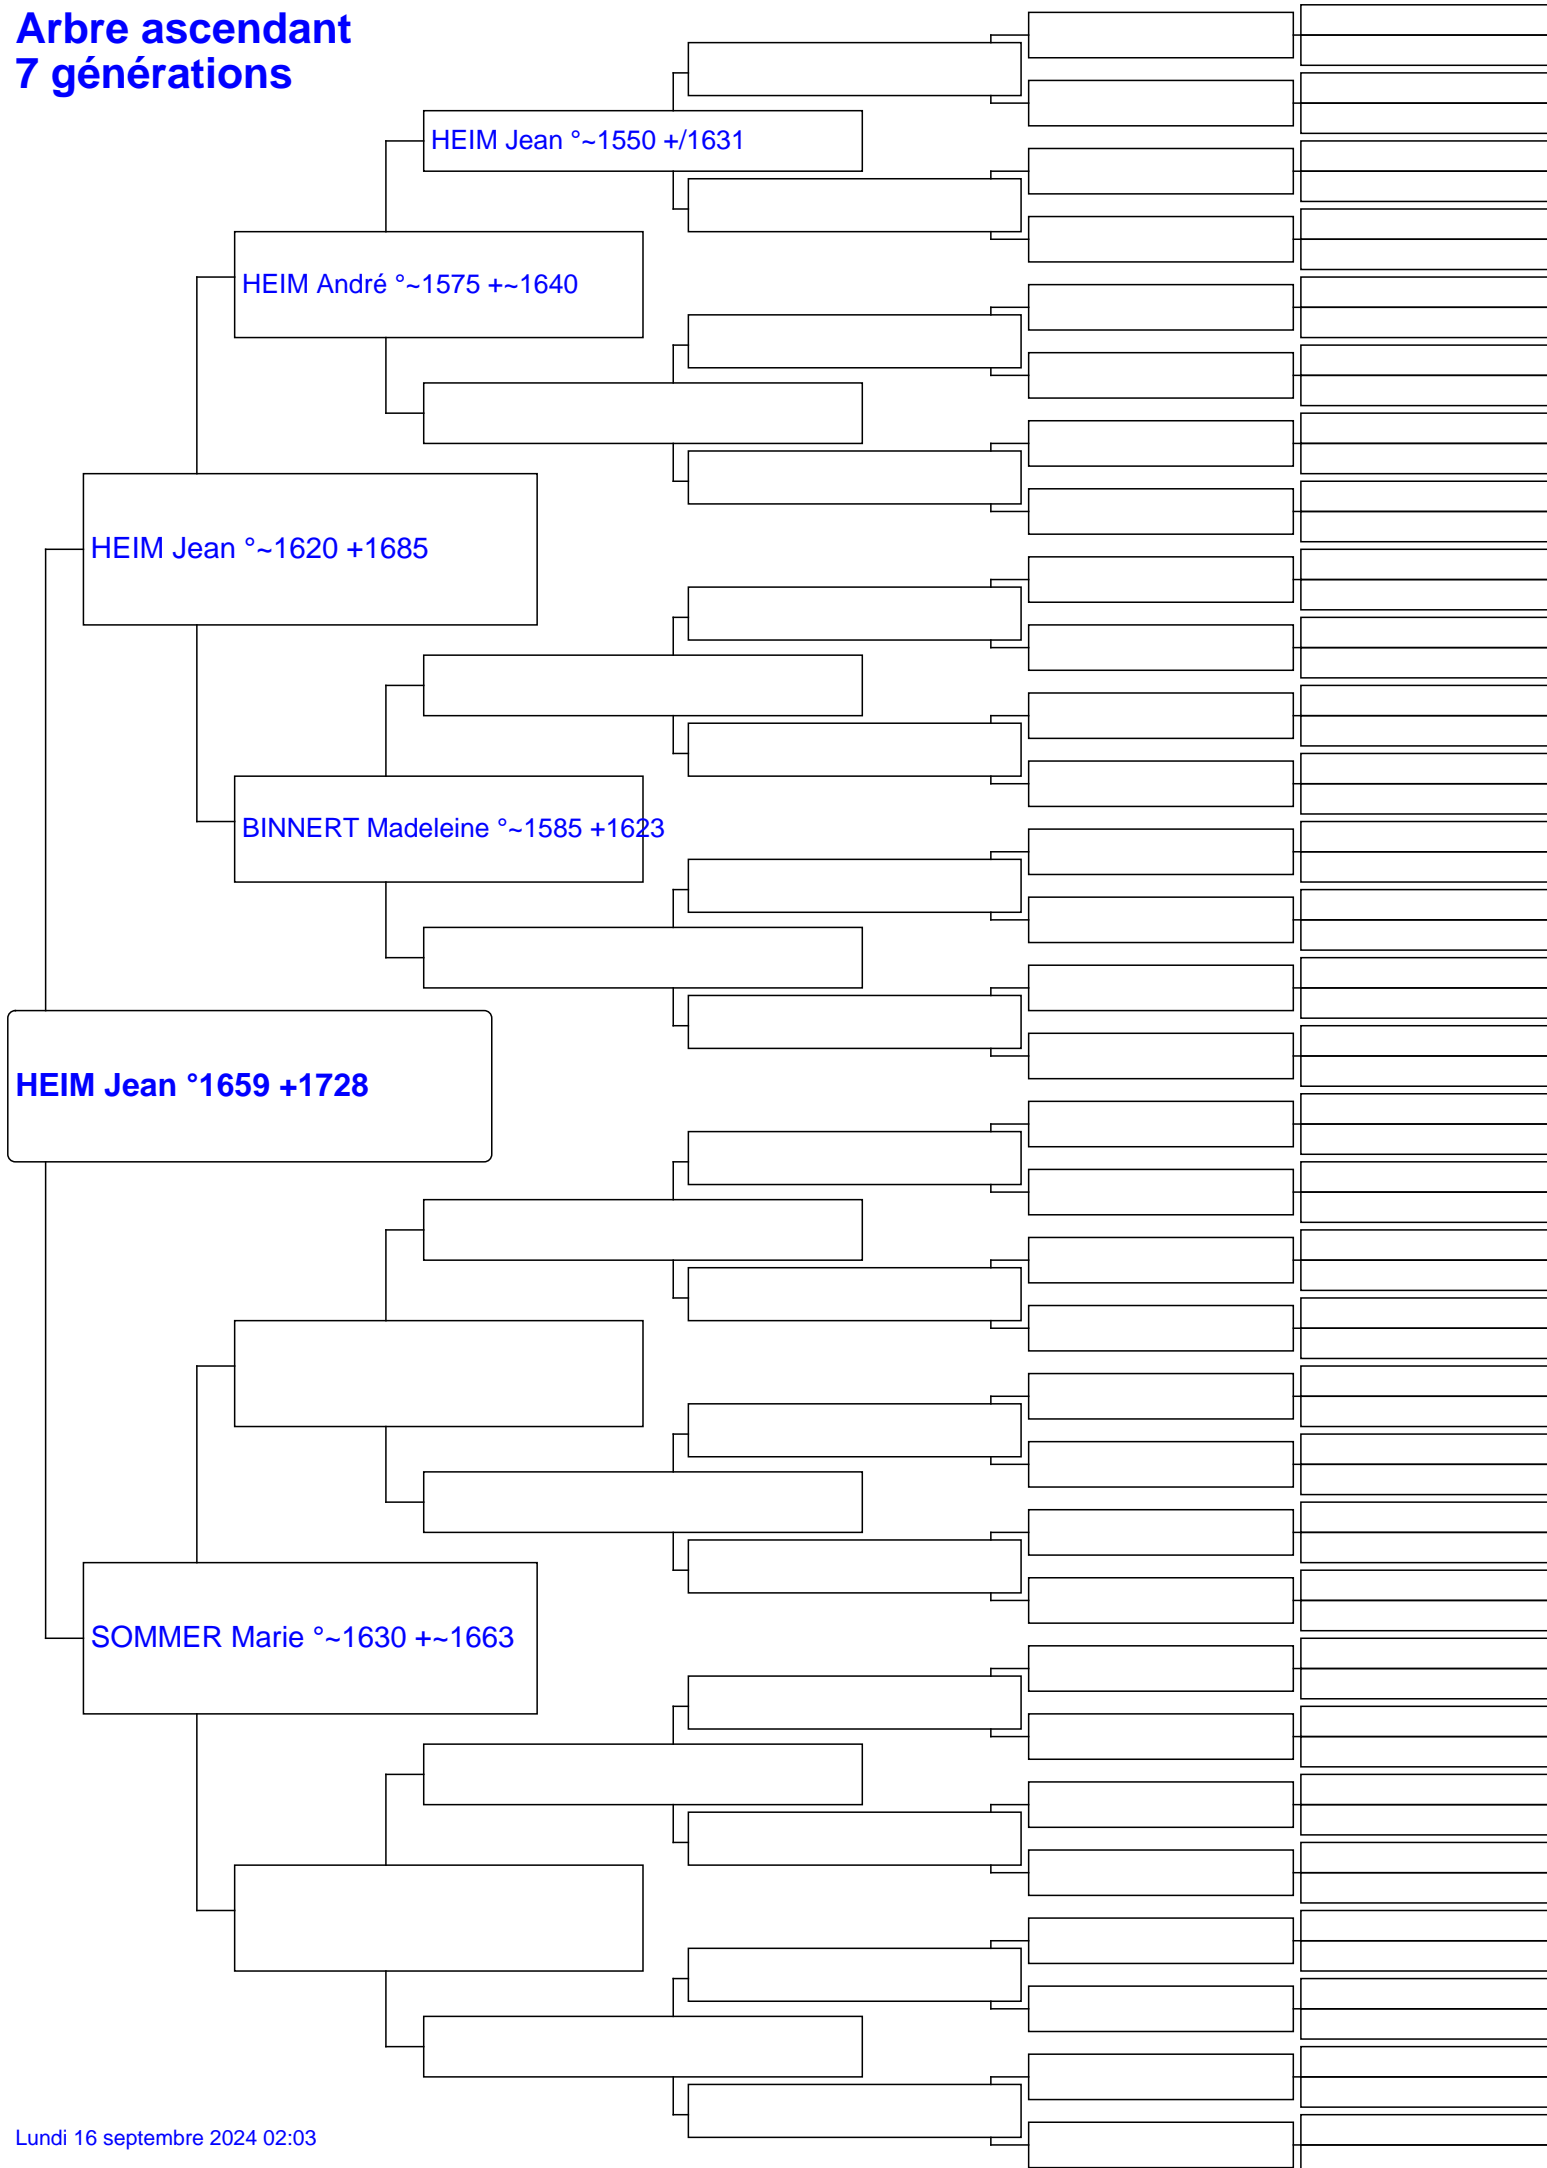 Arbre ascendant
7 générations
HEIM Jean °~1550 +/1631
HEIM André °~1575 +~1640
HEIM Jean °~1620 +1685
BINNERT Madeleine °~1585 +1623
HEIM Jean °1659 +1728
SOMMER Marie °~1630 +~1663
Lundi 16 septembre 2024 02:03